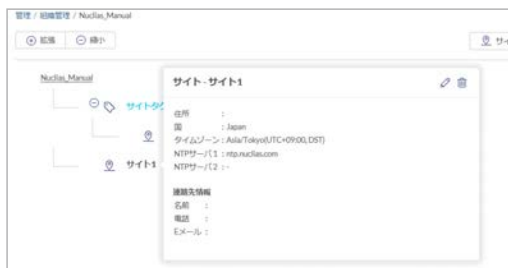 管理 / 組織管理 / Nuclias_Manual
拡張 縮小
Nuclias_Manual
サイト - サイト1
サイトタグ
住所 :
国 : Japan
タイムゾーン : Asia/Tokyo(UTC+09:00, DST)
NTPサーバ1 : ntp.nuclias.com
サイト1
NTPサーバ2 : -
連絡先情報
名前 :
電話 :
Eメール :